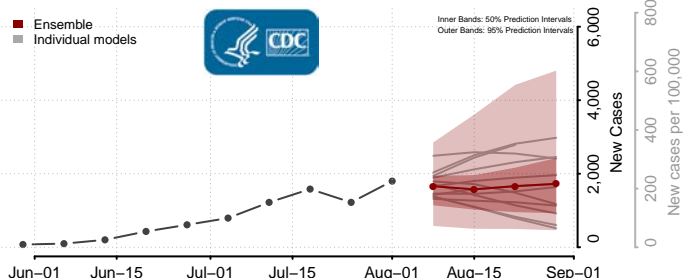 Ensemble
Individual models
CDC
Inner Bands: 50% Prediction Intervals
Outer Bands: 95% Prediction Intervals
0
2,000
4,000
6,000
New Cases
0
200
400
600
800
New cases per 100,000
Jun–01
Jun–15
Jul–01
Jul–15
Aug–01
Aug–15
Sep–01